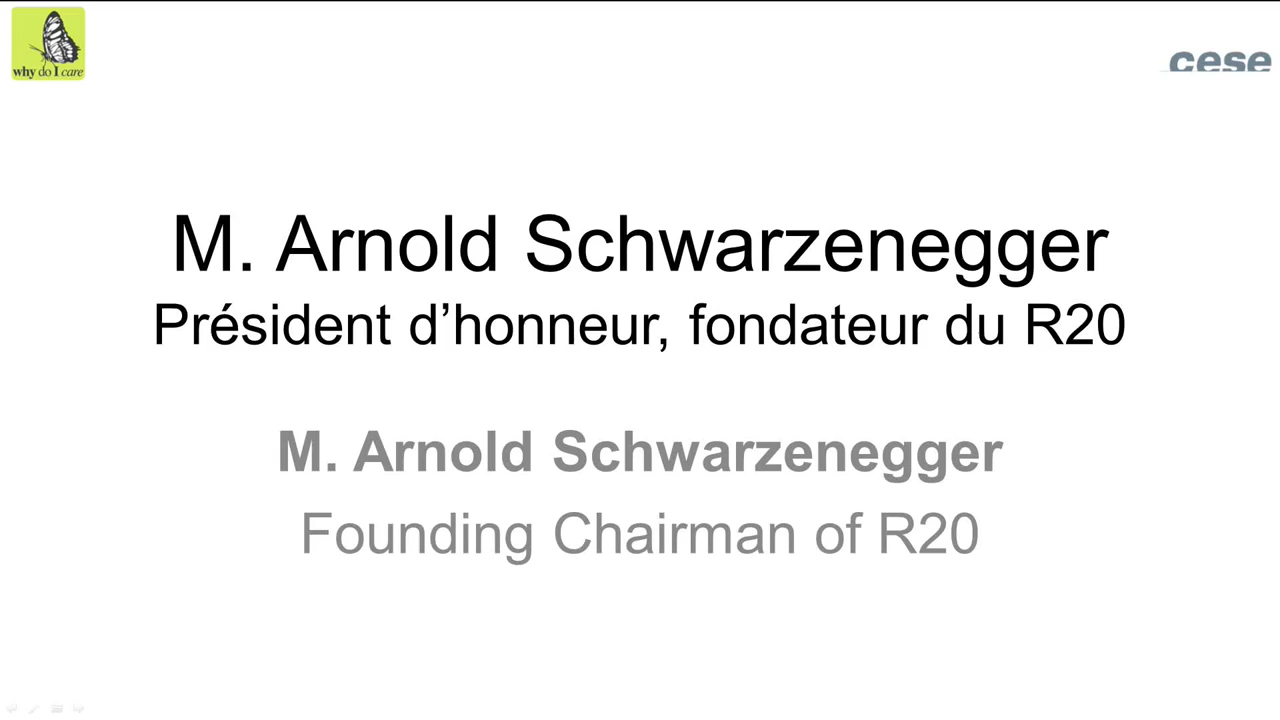 why do I care
cese
M. Arnold Schwarzenegger
Président d’honneur, fondateur du R20
M. Arnold Schwarzenegger
Founding Chairman of R20